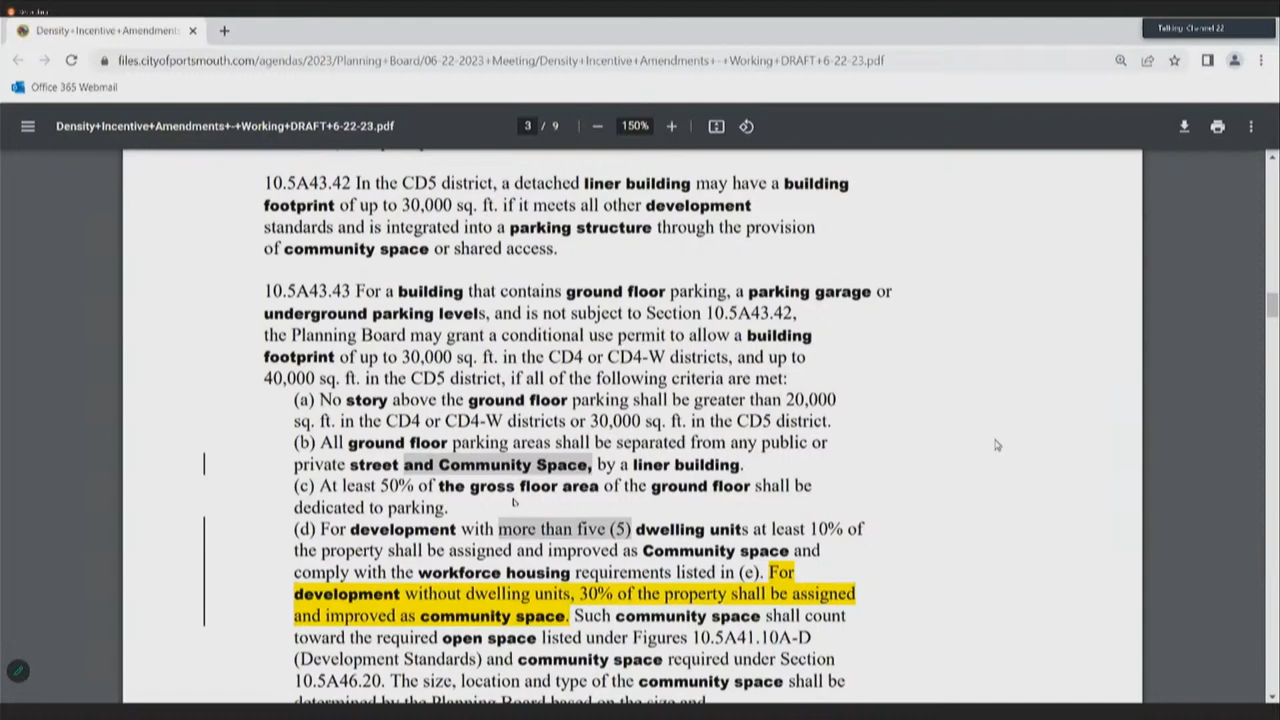 Density+Incentive+Amendment
Talking Channel 22
files.cityofportsmouth.com/agendas/2023/Planning+Board/06-22-2023+Meeting/Density+Incentive+Amendments+-+Working+DRAFT+6-22-23.pdf
Office 365 Webmail
Density+Incentive+Amendments+-+Working+DRAFT+6-22-23.pdf
3 / 9
150%
10.5A43.42 In the CD5 district, a detached liner building may have a building
footprint of up to 30,000 sq. ft. if it meets all other development
standards and is integrated into a parking structure through the provision
of community space or shared access.
10.5A43.43 For a building that contains ground floor parking, a parking garage or
underground parking levels, and is not subject to Section 10.5A43.42,
the Planning Board may grant a conditional use permit to allow a building
footprint of up to 30,000 sq. ft. in the CD4 or CD4-W districts, and up to
40,000 sq. ft. in the CD5 district, if all of the following criteria are met:
(a) No story above the ground floor parking shall be greater than 20,000
sq. ft. in the CD4 or CD4-W districts or 30,000 sq. ft. in the CD5 district.
(b) All ground floor parking areas shall be separated from any public or
private street and Community Space, by a liner building.
(c) At least 50% of the gross floor area of the ground floor shall be
dedicated to parking.
(d) For development with more than five (5) dwelling units at least 10% of
the property shall be assigned and improved as Community space and
comply with the workforce housing requirements listed in (e). For
development without dwelling units, 30% of the property shall be assigned
and improved as community space. Such community space shall count
toward the required open space listed under Figures 10.5A41.10A-D
(Development Standards) and community space required under Section
10.5A46.20. The size, location and type of the community space shall be
determined by the Planning Board based on the size and